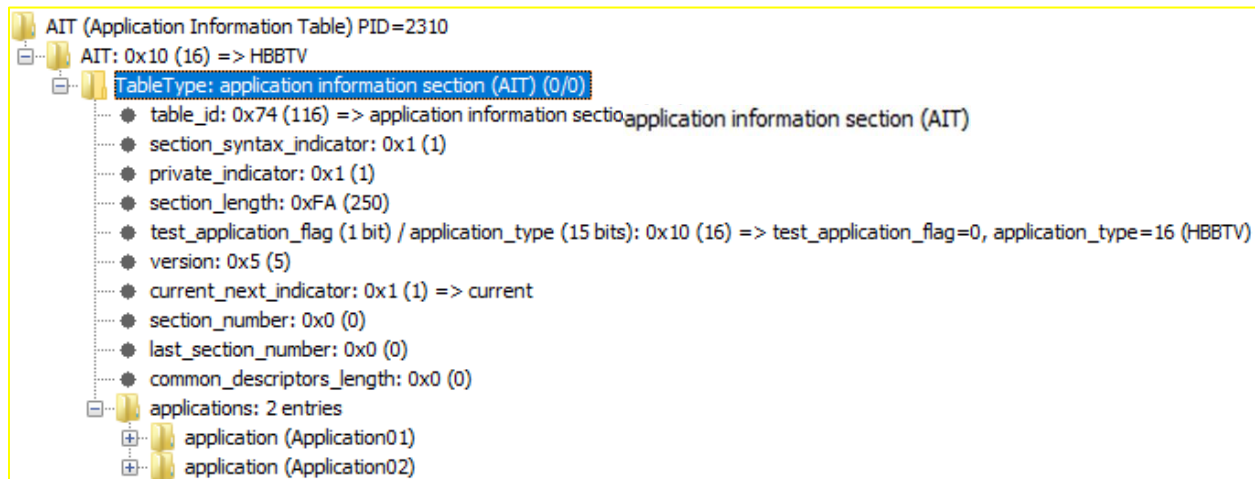 AIT (Application Information Table) PID=2310
AIT: 0x10 (16) => HBBTV
TableType: application information section (AIT) (0/0)
table_id: 0x74 (116) => application information sectio application information section (AIT)
section_syntax_indicator: 0x1 (1)
private_indicator: 0x1 (1)
section_length: 0xFA (250)
test_application_flag (1 bit) / application_type (15 bits): 0x10 (16) => test_application_flag=0, application_type=16 (HBBTV)
version: 0x5 (5)
current_next_indicator: 0x1 (1) => current
section_number: 0x0 (0)
last_section_number: 0x0 (0)
common_descriptors_length: 0x0 (0)
applications: 2 entries
application (Application01)
application (Application02)